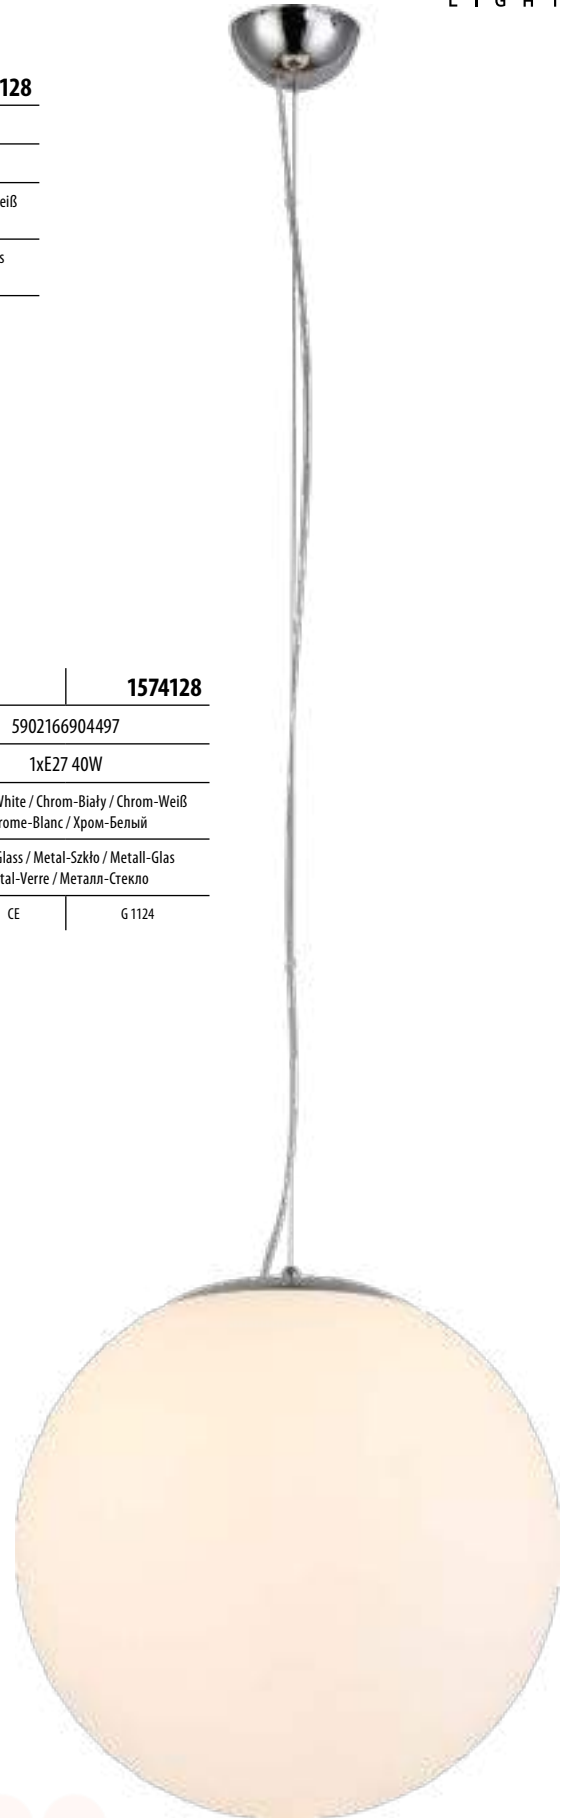 L I G H T
128
eiß
s
1574128
5902166904497
1xE27 40W
White / Chrom-Biały / Chrom-Weiß
rome-Blanc / Хром-Белый
Glass / Metal-Szkło / Metall-Glas
tal-Verre / Металл-Стекло
CE G 1124